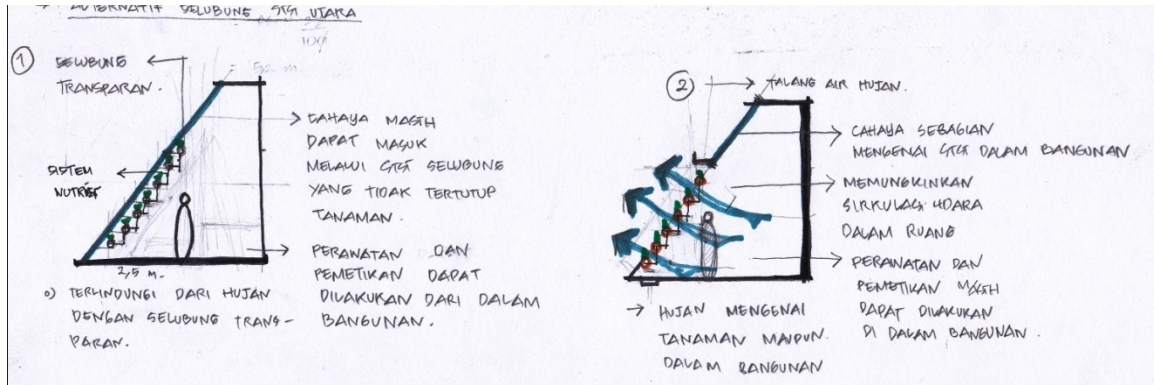 → ALTERNATIF SELUBUNG SISI UTARA
1
SELUBUNG
TRANSPARAN.
SISTEM
NUTRISI
2,5 m.
CAHAYA MASIH
DAPAT MASUK
MELALUI SISI SELUBUNG
YANG TIDAK TERTUTUP
TANAMAN.
PERAWATAN DAN
PEMETIKAN DAPAT
DILAKUKAN DARI DALAM
BANGUNAN.
o) TERLINDUNGI DARI HUJAN
DENGAN SELUBUNG TRANS-
PARAN.
2
TALANG AIR HUJAN.
CAHAYA SEBAGIAN
MENGENAI SISI DALAM BANGUNAN
MEMUNGKINKAN
SIRKULASI UDARA
DALAM RUANG
PERAWATAN DAN
PEMETIKAN MASIH
DAPAT DILAKUKAN
DI DALAM BANGUNAN.
→ HUJAN MENGENAI
TANAMAN MAUPUN
DALAM BANGUNAN